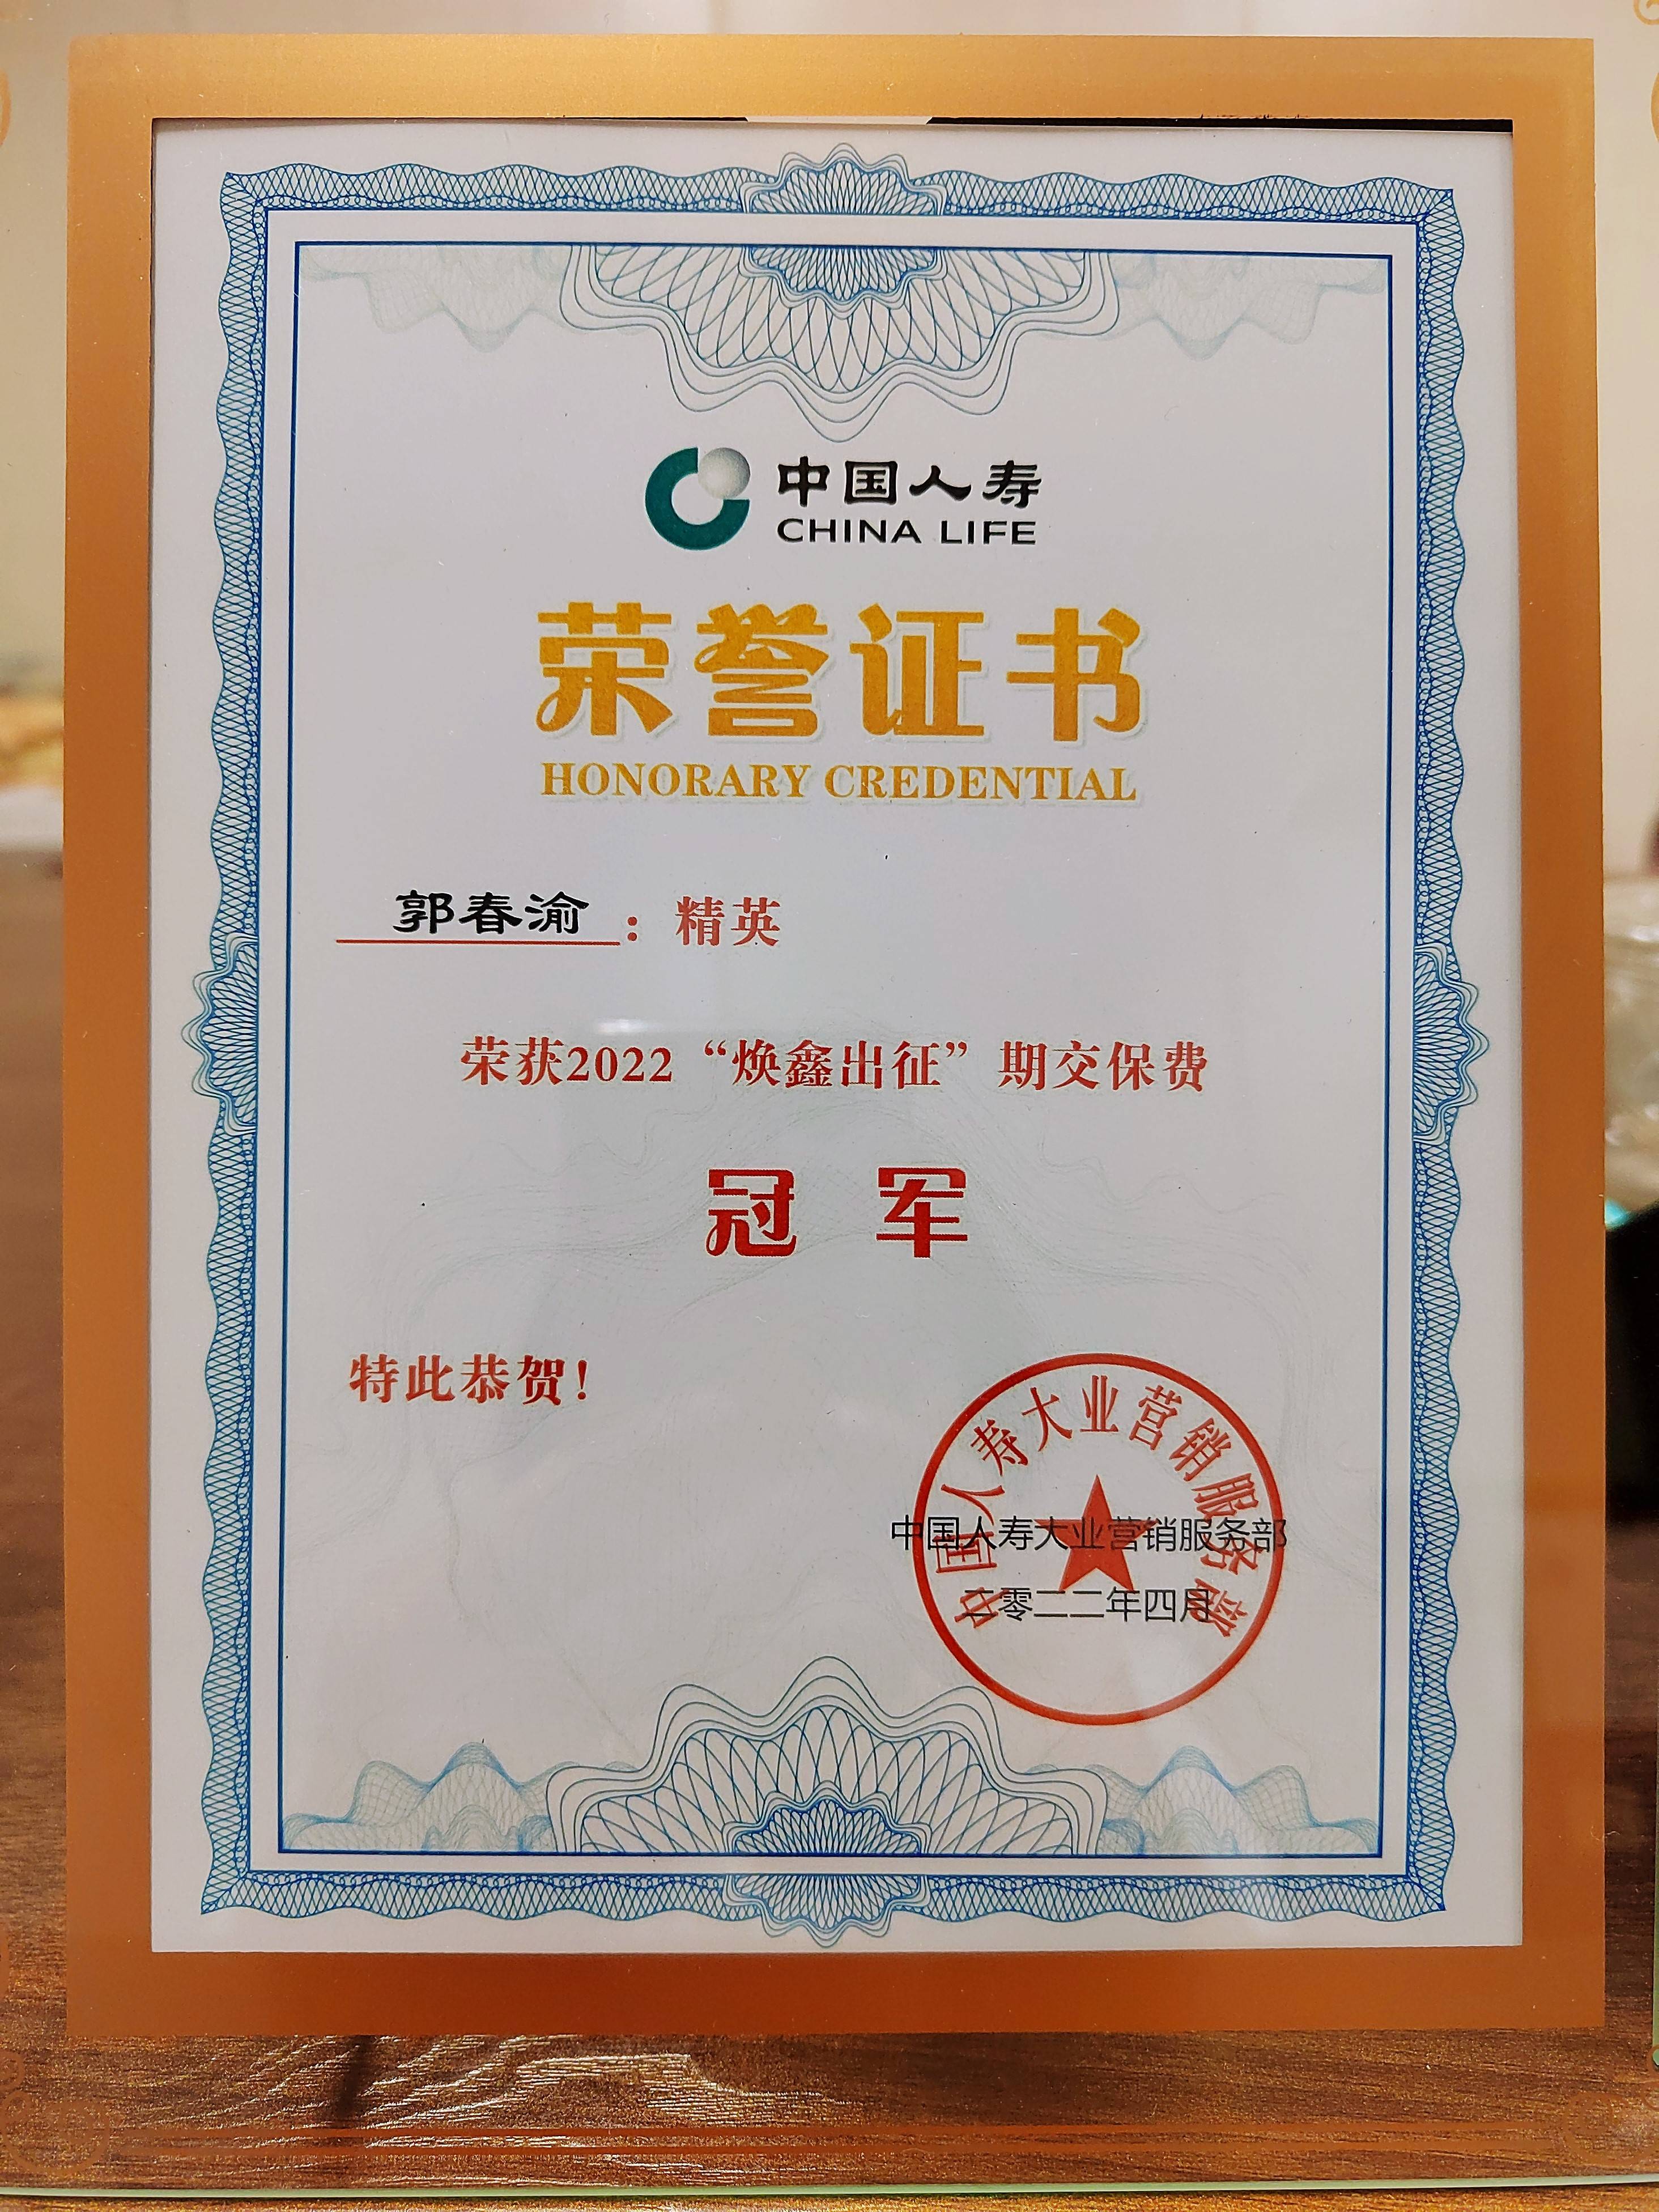 中国人寿
CHINA LIFE
荣誉证书
HONORARY CREDENTIAL
郭春渝：精英
荣获2022“焕鑫出征”期交保费
冠军
特此恭贺！
中国人寿大业营销服务部
中国人寿大业营销服务部
二零二二年四月